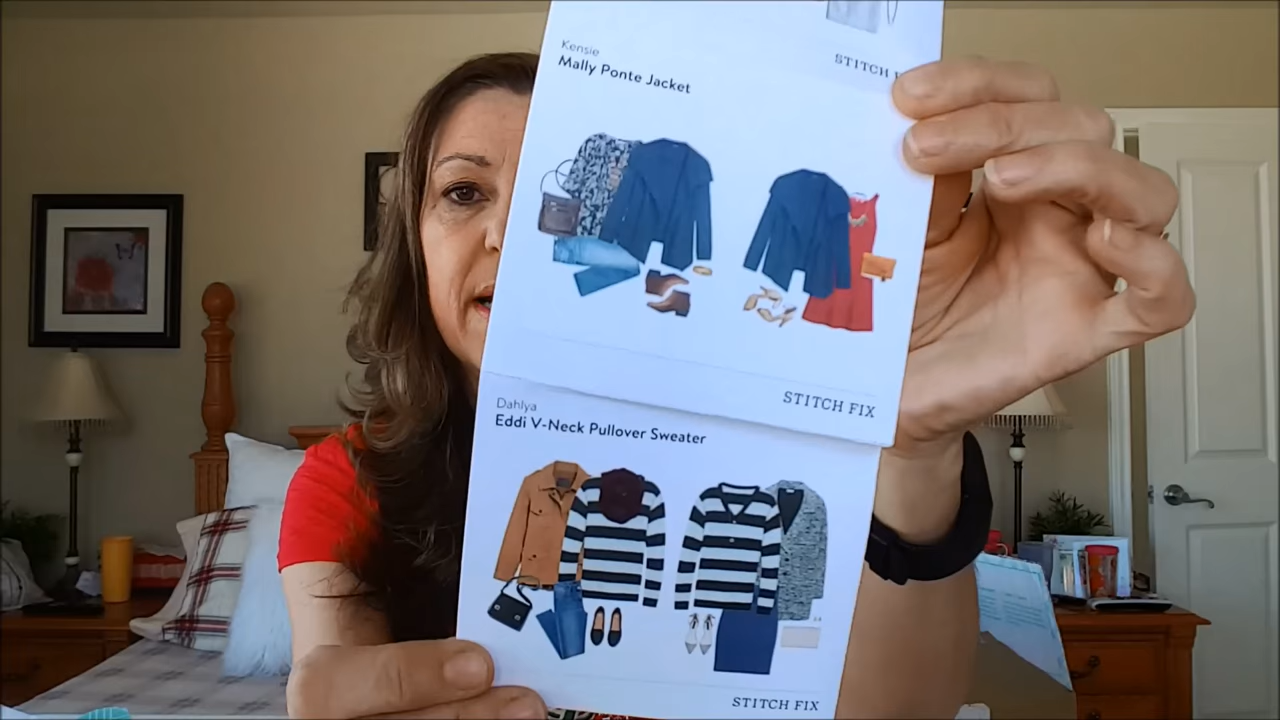 STITCH F
Kensie
Mally Ponte Jacket
STITCH FIX
Dahlya
Eddi V-Neck Pullover Sweater
STITCH FIX